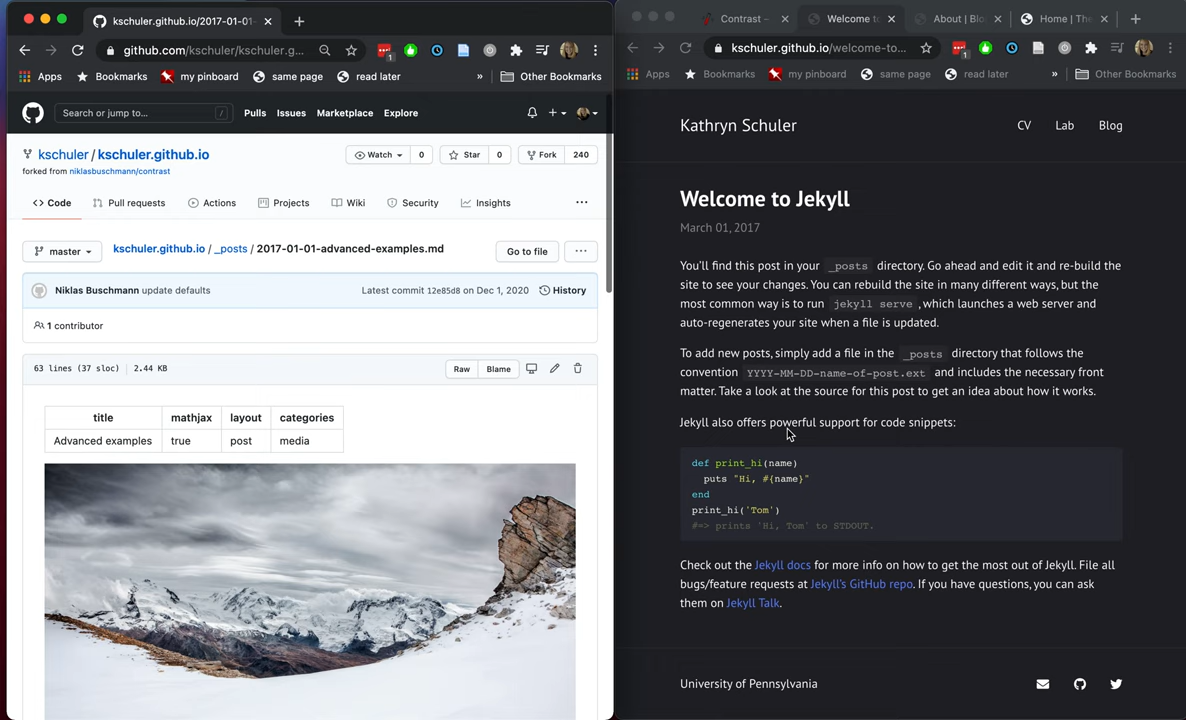 kschuler.github.io/2017-01-01-
github.com/kschuler/kschuler.g...
1
Apps
Bookmarks
my pinboard
same page
read later
»
Other Bookmarks
Search or jump to...
/
Pulls
Issues
Marketplace
Explore
kschuler / kschuler.github.io
forked from niklasbuschmann/contrast
Watch
0
Star
0
Fork
240
Code
Pull requests
Actions
Projects
Wiki
Security
Insights
...
master
kschuler.github.io / _posts / 2017-01-01-advanced-examples.md
Go to file
...
Niklas Buschmann update defaults
Latest commit 12e85d8 on Dec 1, 2020
History
1 contributor
63 lines (37 sloc)
2.44 KB
Raw
Blame
title mathjax layout categories
Advanced examples true post media
Contrast –
Welcome to
About | Blo
Home | The
kschuler.github.io/welcome-to...
1
Apps
Bookmarks
my pinboard
same page
read later
»
Other Bookmarks
Kathryn Schuler
CV
Lab
Blog
Welcome to Jekyll
March 01, 2017
You'll find this post in your _posts directory. Go ahead and edit it and re-build the
site to see your changes. You can rebuild the site in many different ways, but the
most common way is to run jekyll serve , which launches a web server and
auto-regenerates your site when a file is updated.
To add new posts, simply add a file in the _posts directory that follows the
convention YYYY-MM-DD-name-of-post.ext and includes the necessary front
matter. Take a look at the source for this post to get an idea about how it works.
Jekyll also offers powerful support for code snippets:
def print_hi(name)
puts "Hi, #{name}"
end
print_hi('Tom')
#=> prints 'Hi, Tom' to STDOUT.
Check out the Jekyll docs for more info on how to get the most out of Jekyll. File all
bugs/feature requests at Jekyll's GitHub repo. If you have questions, you can ask
them on Jekyll Talk.
University of Pennsylvania